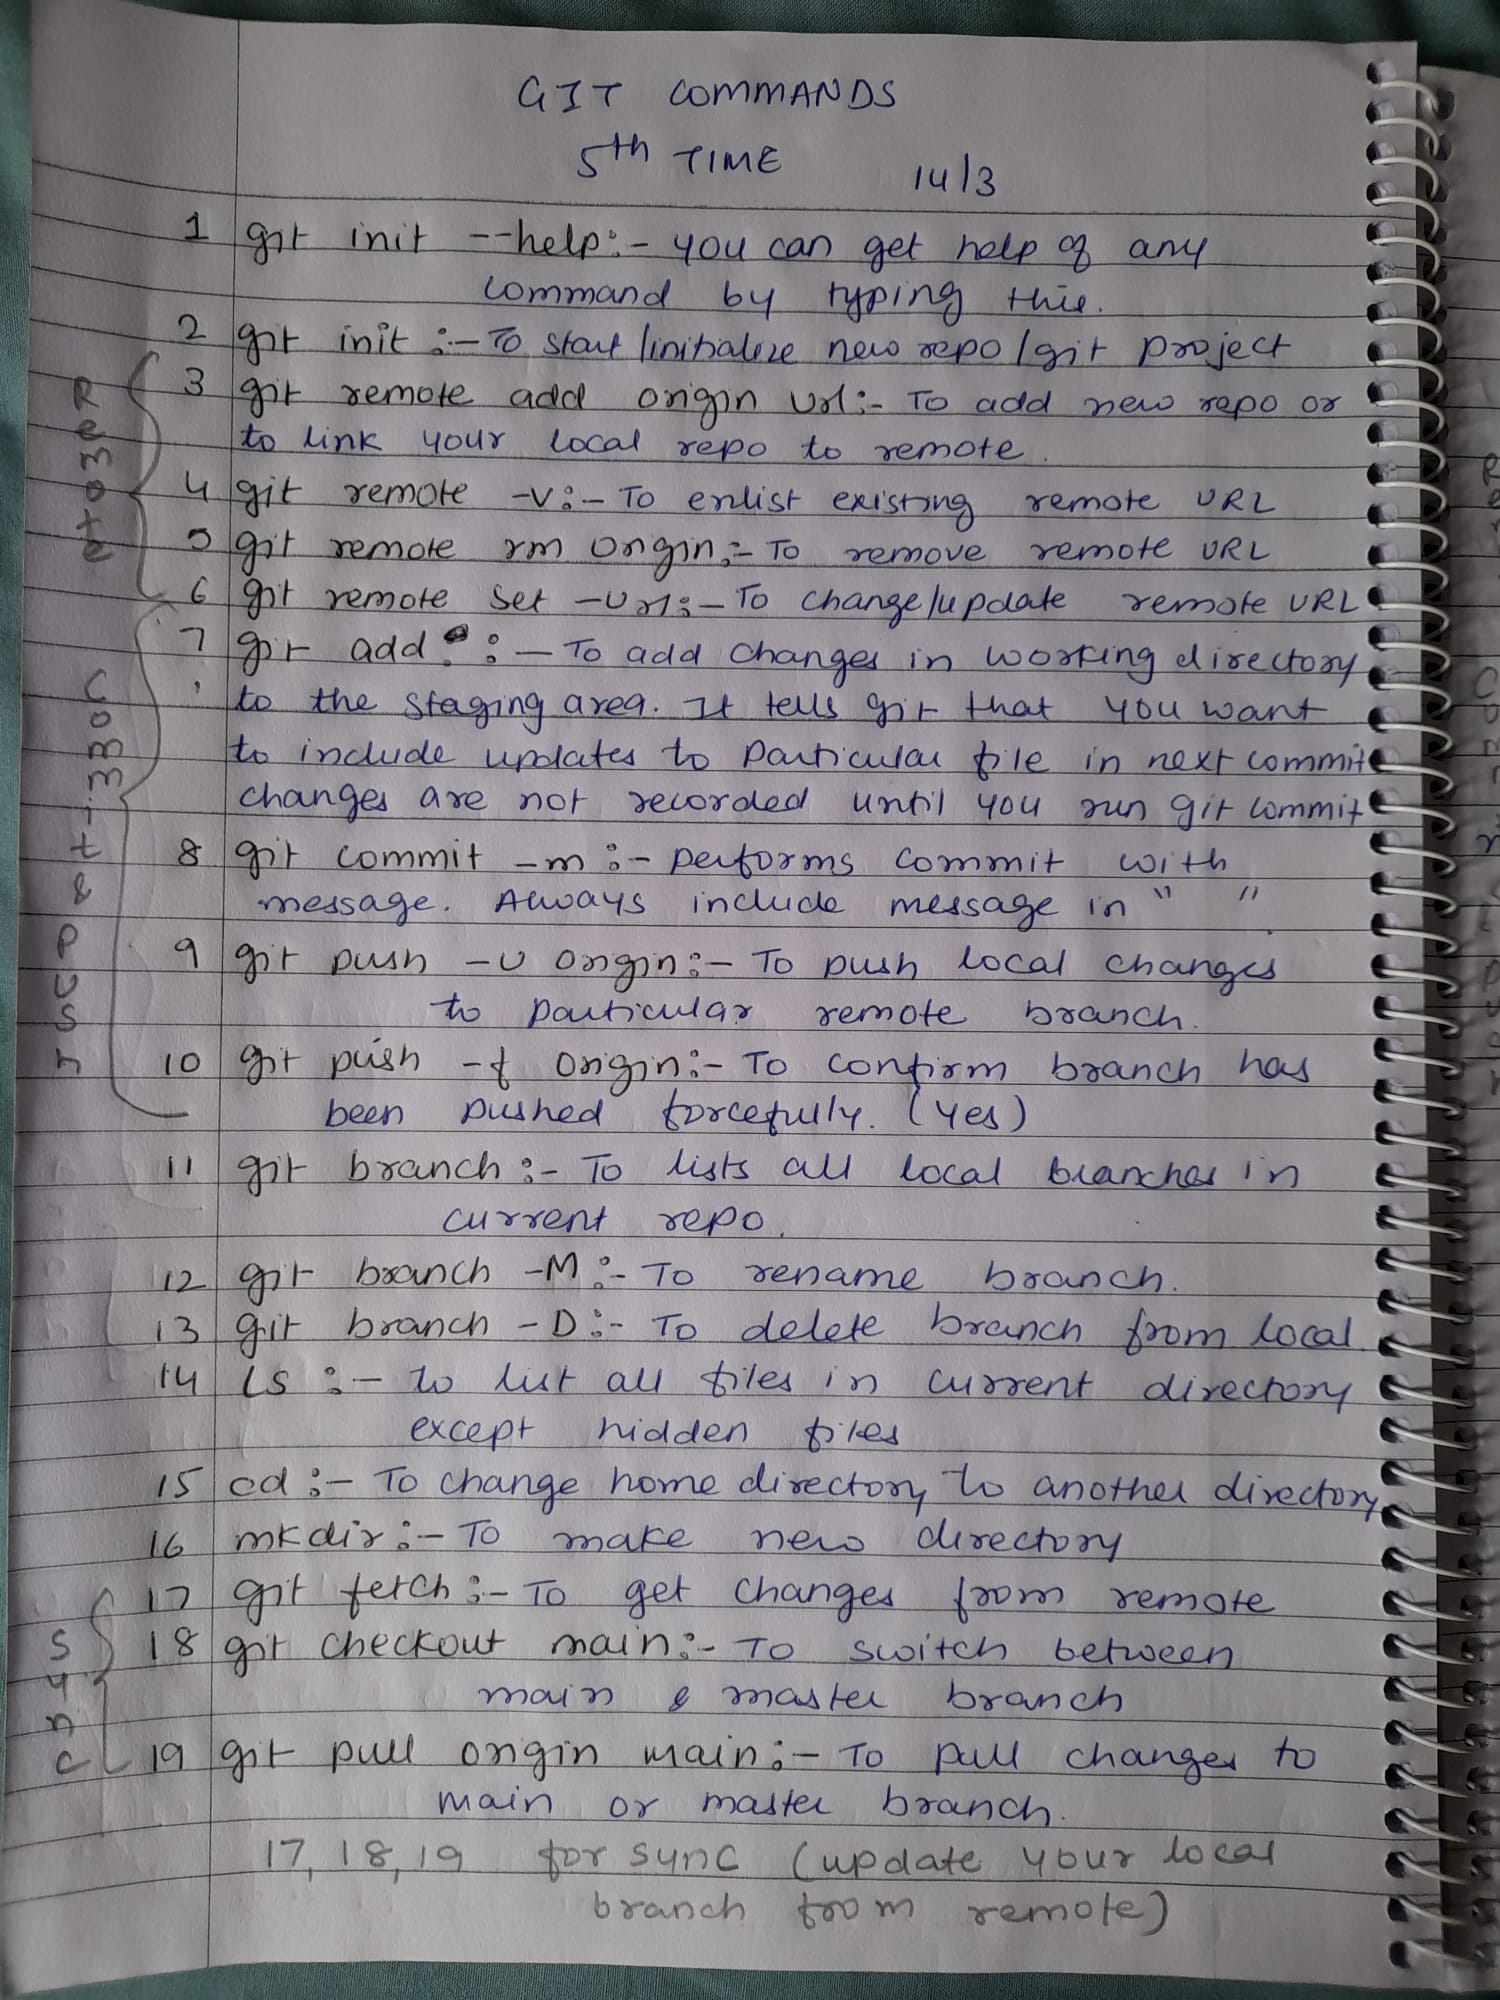 GIT COMMANDS
5th TIME 14/3
1 git init --help:- you can get help of any
command by typing this.
2 git init :- To start/initialize new repo/git project
3 git remote add origin url:- To add new repo or
to link your local repo to remote.
4 git remote -v:- To enlist existing remote URL
5 git remote rm origin:- To remove remote URL
6 git remote set -url:- To change/update remote URL
7 git add . :- To add changes in working directory
to the staging area. It tells git that you want
to include updates to particular file in next commit
changes are not recorded until you run git commit
8 git commit -m :- performs commit with
message. Always include message in " "
9 git push -u origin:- To push local changes
to particular remote branch.
10 git push -f origin:- To confirm branch has
been pushed forcefully. (Yes)
11 git branch :- To lists all local branches in
current repo.
12 git branch -M :- To rename branch.
13 git branch -D :- To delete branch from local.
14 ls :- to list all files in current directory
except hidden files
15 cd :- To change home directory to another directory
16 mkdir :- To make new directory
17 git fetch :- To get changes from remote
18 git checkout main:- To switch between
main & master branch
19 git pull origin main:- To pull changes to
main or master branch.
17, 18, 19 for sync (update your local
branch from remote)
Remote
Commit & Push
Sync